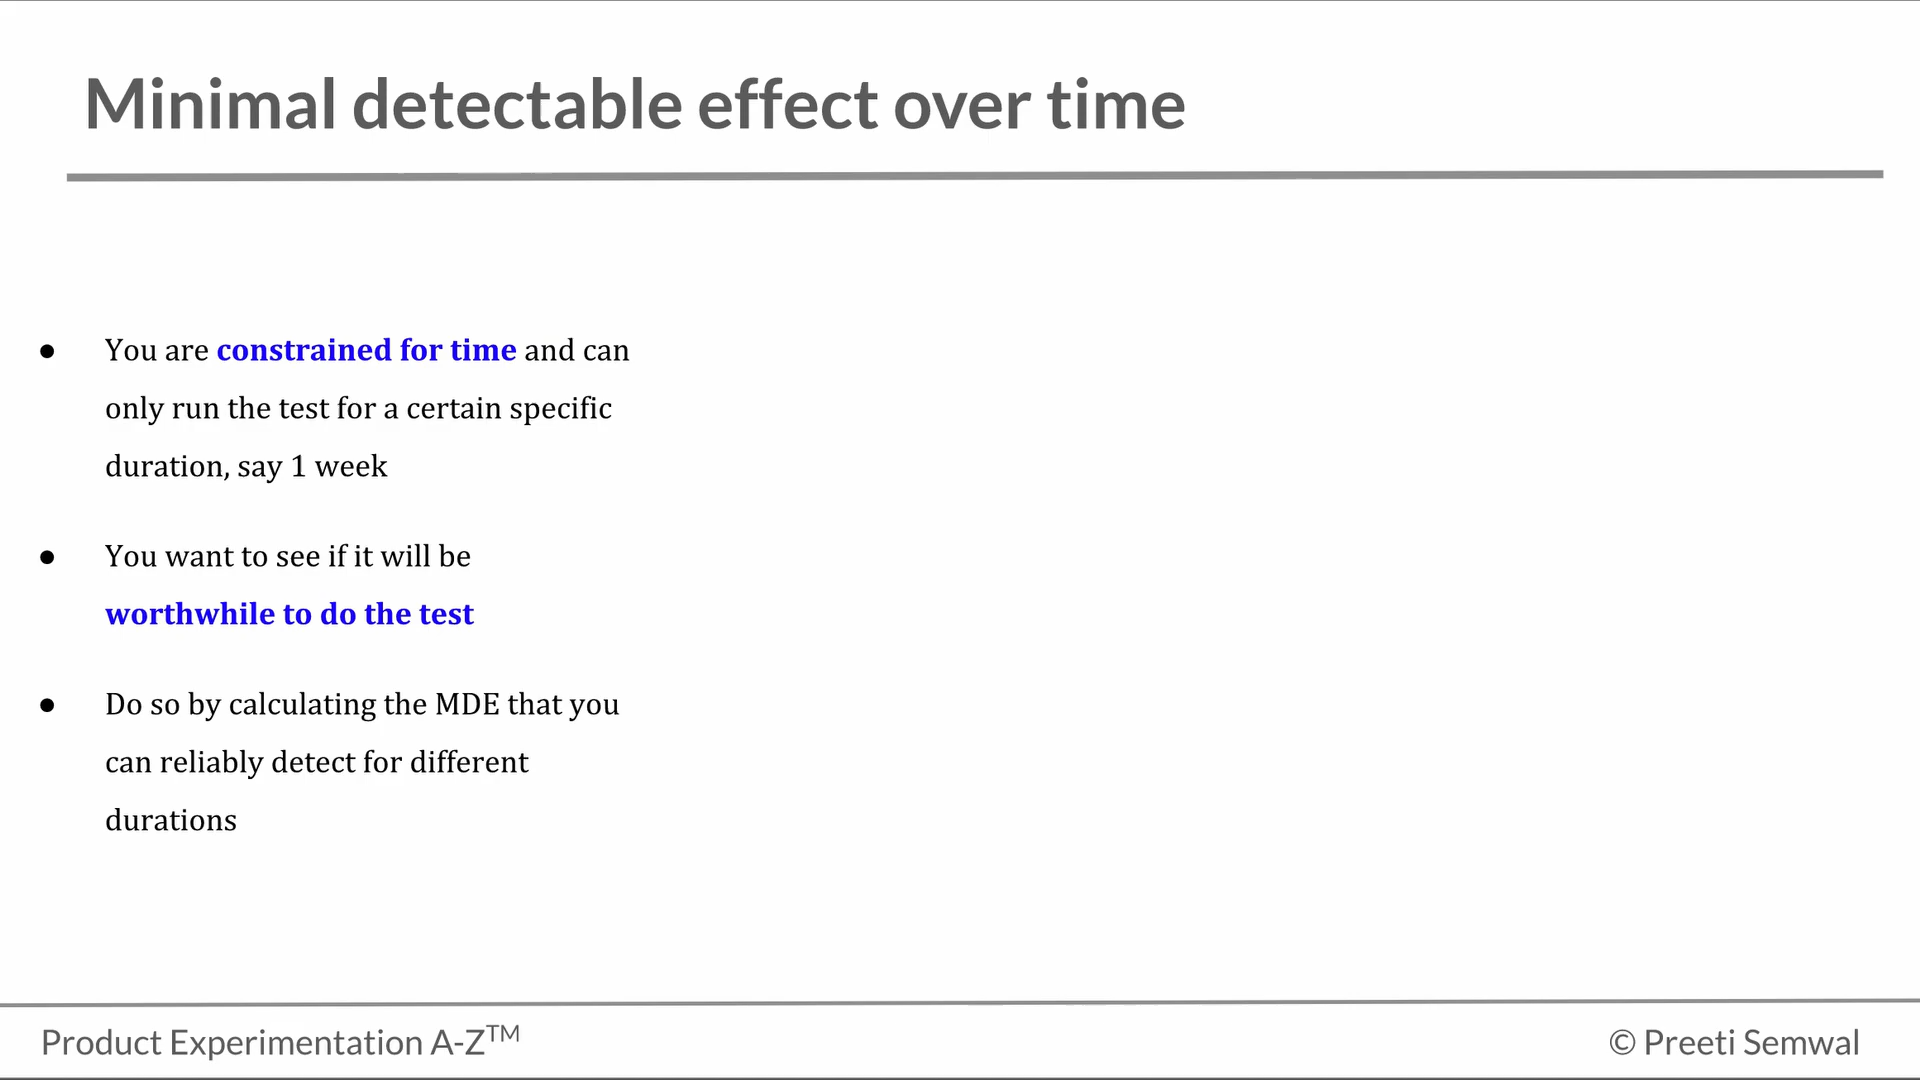 Minimal detectable effect over time
● You are constrained for time and can
only run the test for a certain specific
duration, say 1 week
● You want to see if it will be
worthwhile to do the test
● Do so by calculating the MDE that you
can reliably detect for different
durations
Product Experimentation A-Z™
© Preeti Semwal